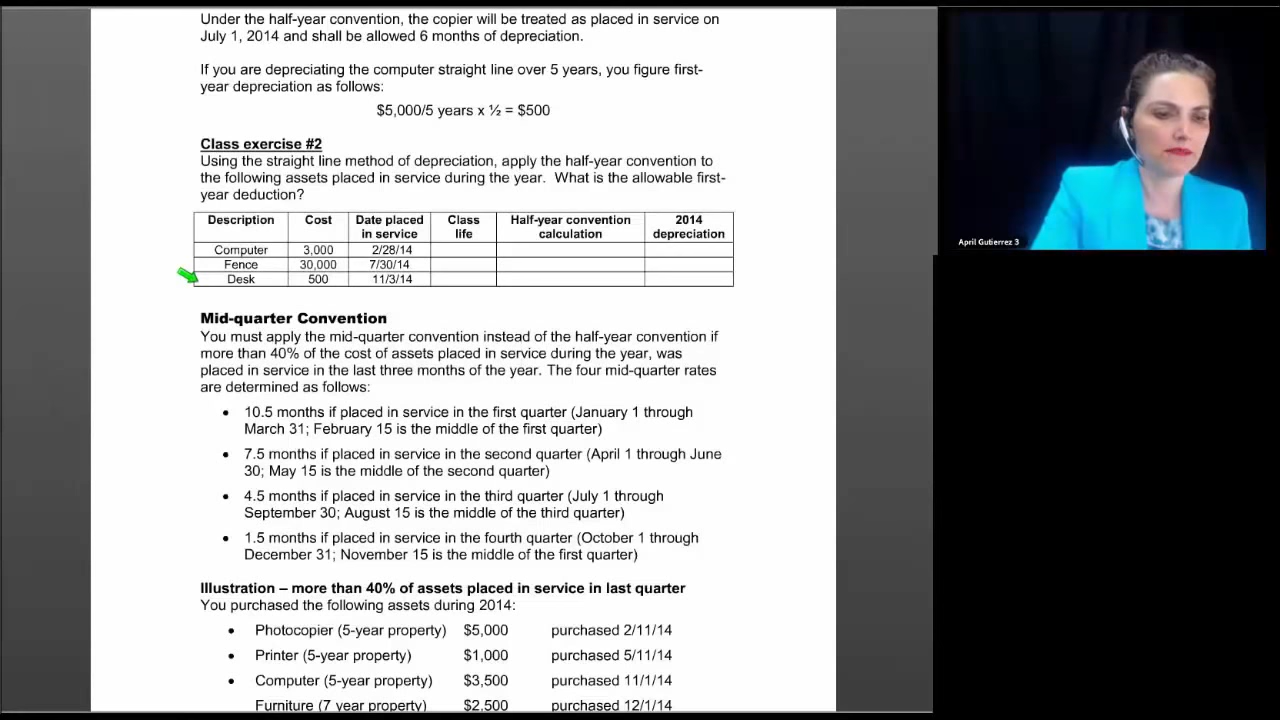 Under the half-year convention, the copier will be treated as placed in service on
July 1, 2014 and shall be allowed 6 months of depreciation.
If you are depreciating the computer straight line over 5 years, you figure first-
year depreciation as follows:
$5,000/5 years x ½ = $500
Class exercise #2
Using the straight line method of depreciation, apply the half-year convention to
the following assets placed in service during the year.  What is the allowable first-
year deduction?
Description Cost Date placed in service Class life Half-year convention calculation 2014 depreciation
Computer 3,000 2/28/14
Fence 30,000 7/30/14
Desk 500 11/3/14
Mid-quarter Convention
You must apply the mid-quarter convention instead of the half-year convention if
more than 40% of the cost of assets placed in service during the year, was
placed in service in the last three months of the year. The four mid-quarter rates
are determined as follows:
• 10.5 months if placed in service in the first quarter (January 1 through
March 31; February 15 is the middle of the first quarter)
• 7.5 months if placed in service in the second quarter (April 1 through June
30; May 15 is the middle of the second quarter)
• 4.5 months if placed in service in the third quarter (July 1 through
September 30; August 15 is the middle of the third quarter)
• 1.5 months if placed in service in the fourth quarter (October 1 through
December 31; November 15 is the middle of the first quarter)
Illustration – more than 40% of assets placed in service in last quarter
You purchased the following assets during 2014:
• Photocopier (5-year property) $5,000 purchased 2/11/14
• Printer (5-year property) $1,000 purchased 5/11/14
• Computer (5-year property) $3,500 purchased 11/1/14
Furniture (7 year property) $2,500 purchased 12/1/14
April Gutierrez 3